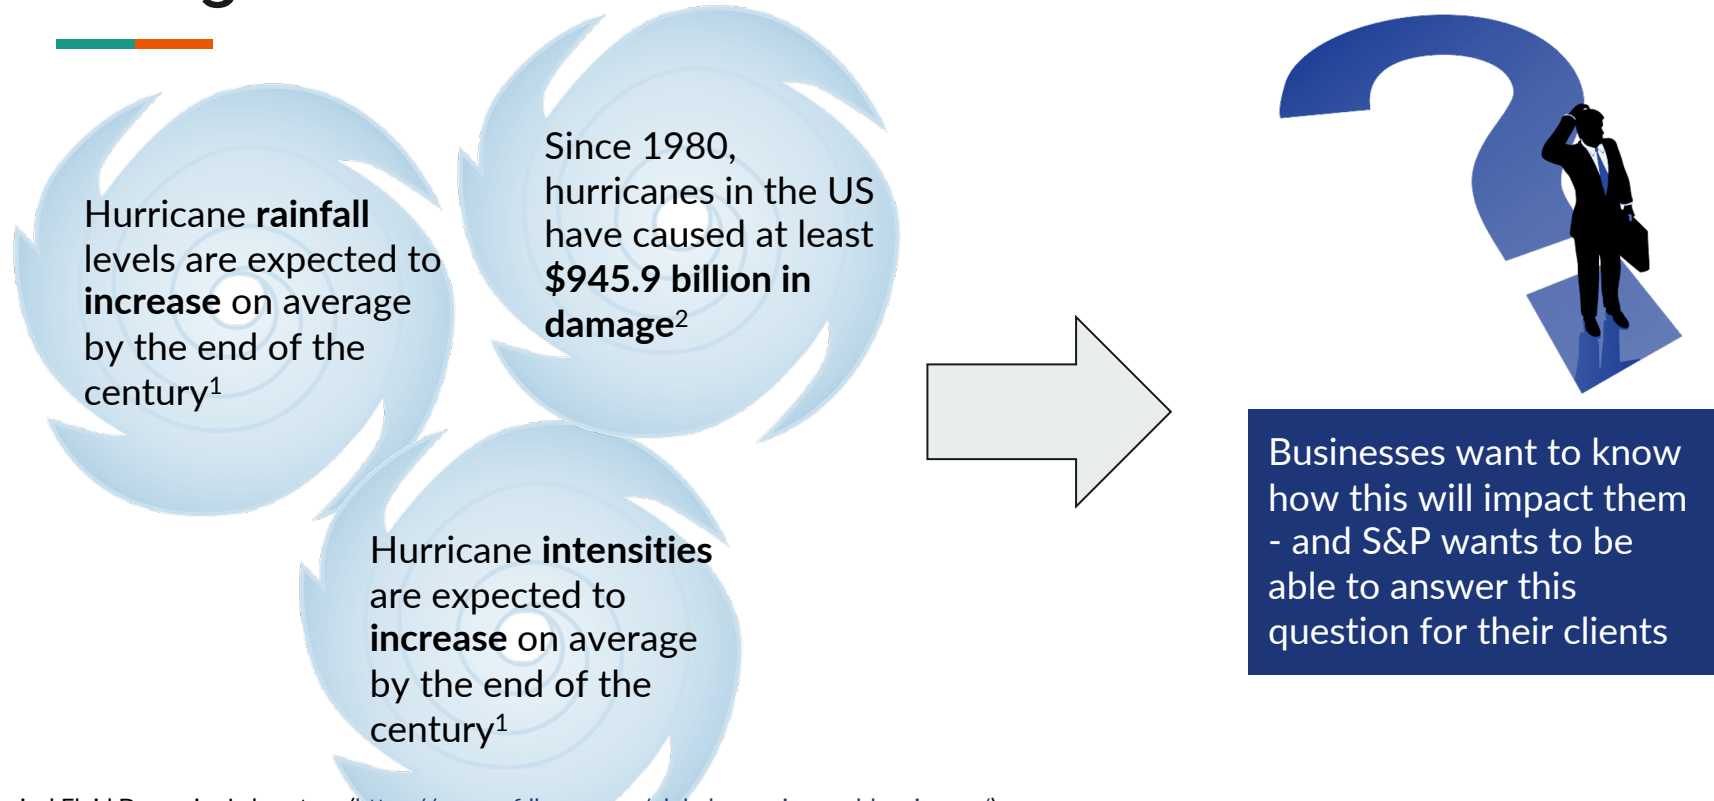 Hurricane rainfall
levels are expected to
increase on average
by the end of the
century1
Since 1980,
hurricanes in the US
have caused at least
$945.9 billion in
damage2
Hurricane intensities
are expected to
increase on average
by the end of the
century1
Businesses want to know
how this will impact them
- and S&P wants to be
able to answer this
question for their clients